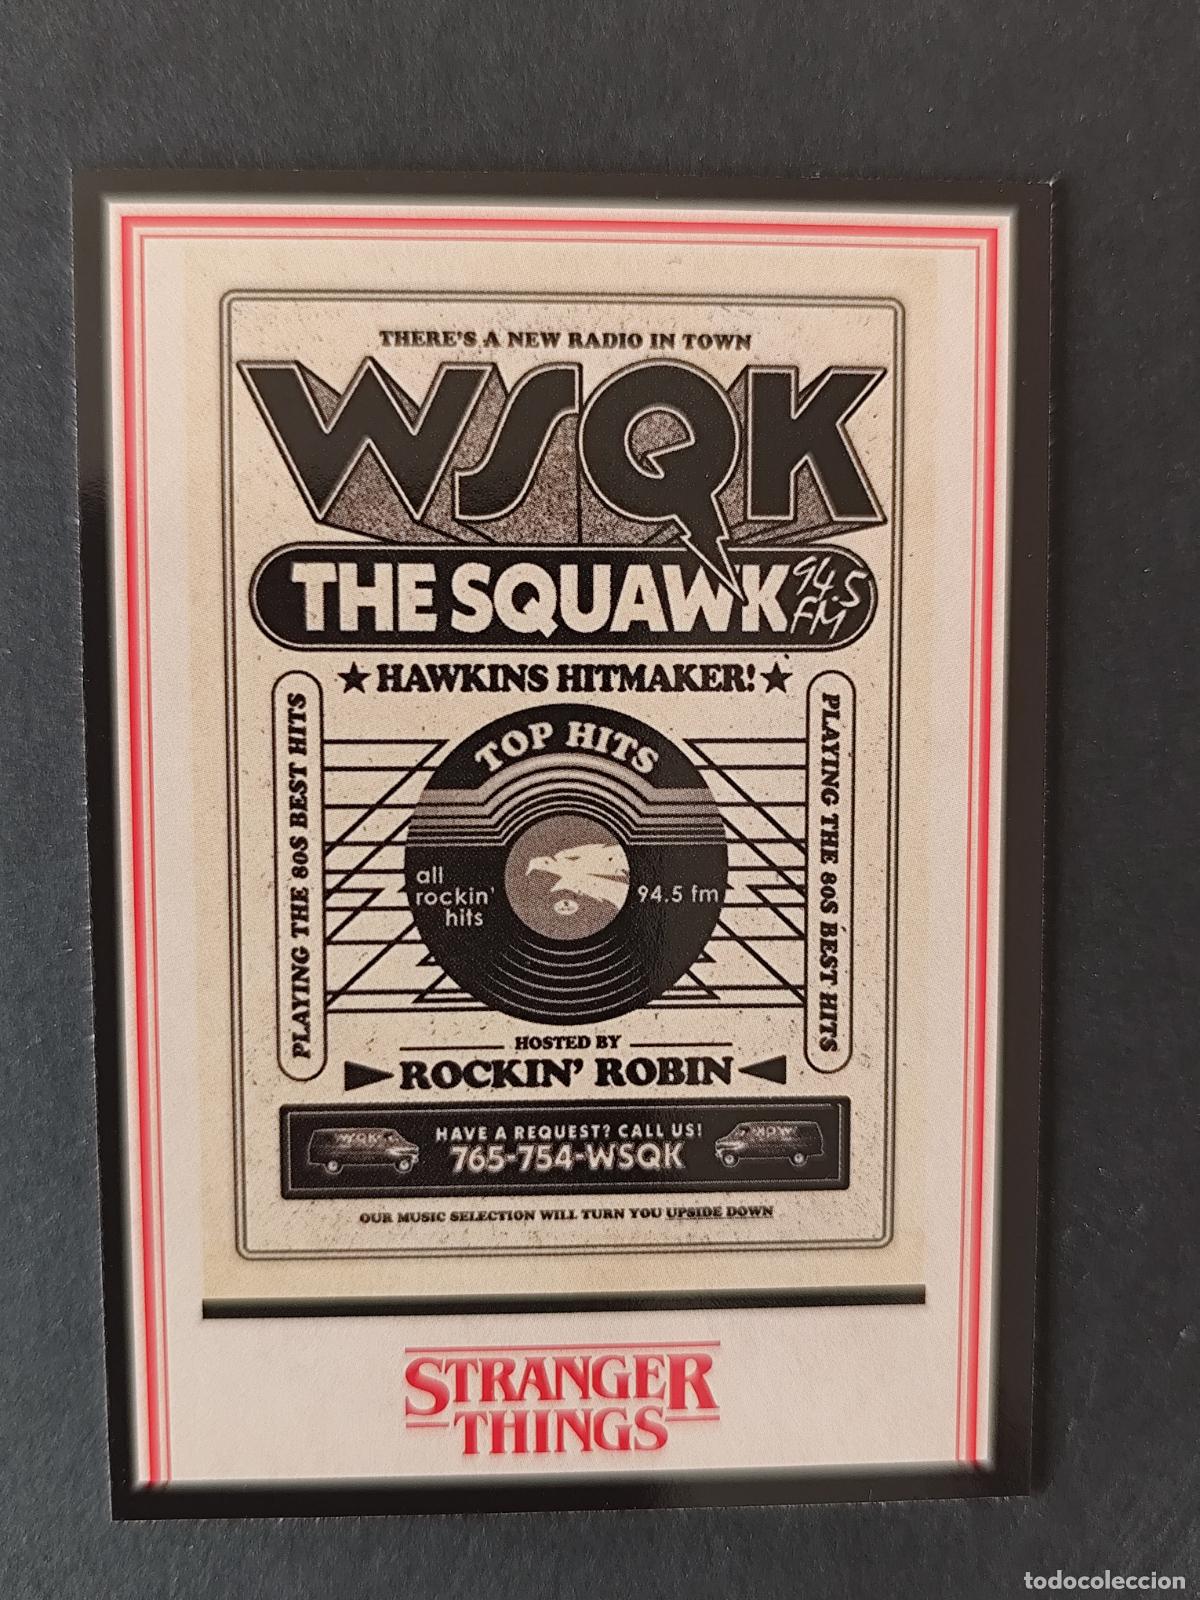 THERE'S A NEW RADIO IN TOWN
WSQK
THE SQUAWK
94.5
FM
★ HAWKINS HITMAKER! ★
PLAYING THE 80S BEST HITS
TOP HITS
all
rockin'
hits
94.5 fm
PLAYING THE 80S BEST HITS
HOSTED BY
ROCKIN' ROBIN
WSQK
HAVE A REQUEST? CALL US!
765-754-WSQK
OUR MUSIC SELECTION WILL TURN YOU UPSIDE DOWN
STRANGER
THINGS
todocoleccion